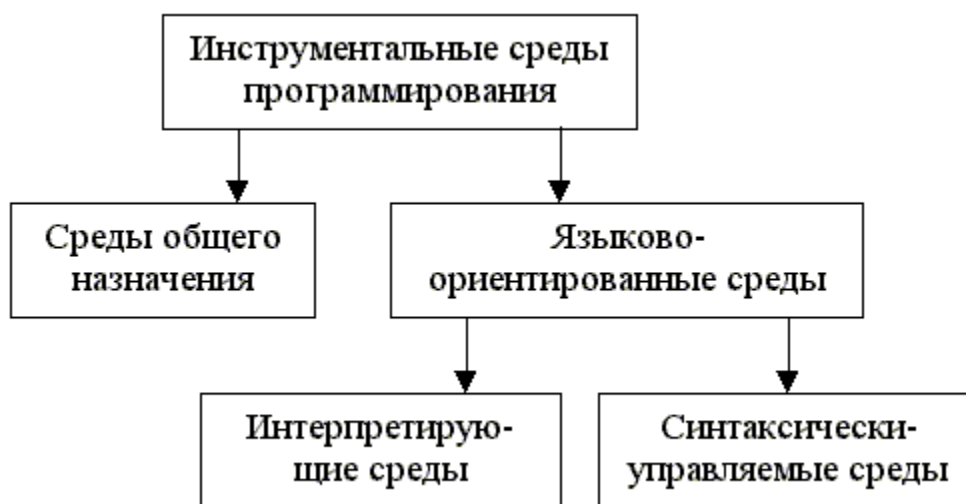 Инструментальные среды
программирования
Среды общего
назначения
Языково-
ориентированные среды
Интерпретирую-
щие среды
Синтаксически-
управляемые среды